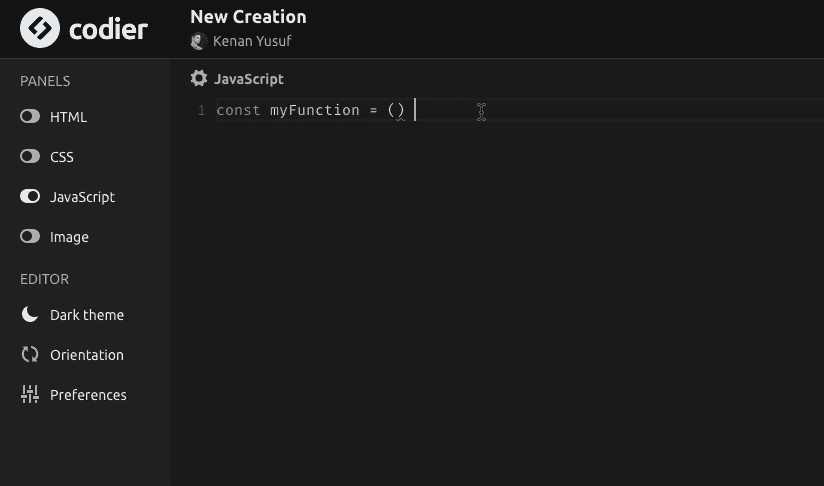 codier
New Creation
Kenan Yusuf
PANELS
HTML
CSS
JavaScript
Image
EDITOR
Dark theme
Orientation
Preferences
JavaScript
1 const myFunction = ()